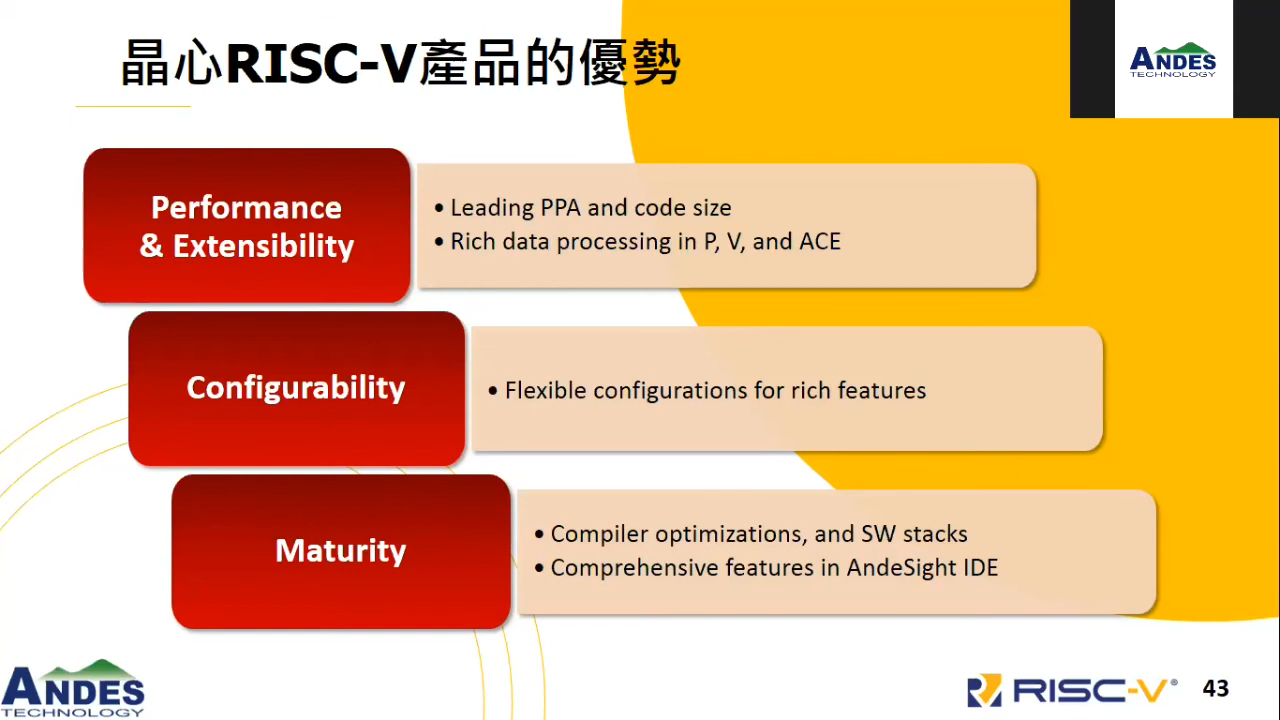 晶心RISC-V產品的優勢
ANDES
TECHNOLOGY
Performance
& Extensibility
• Leading PPA and code size
• Rich data processing in P, V, and ACE
Configurability
• Flexible configurations for rich features
Maturity
• Compiler optimizations, and SW stacks
• Comprehensive features in AndeSight IDE
ANDES
TECHNOLOGY
RISC-V®
43